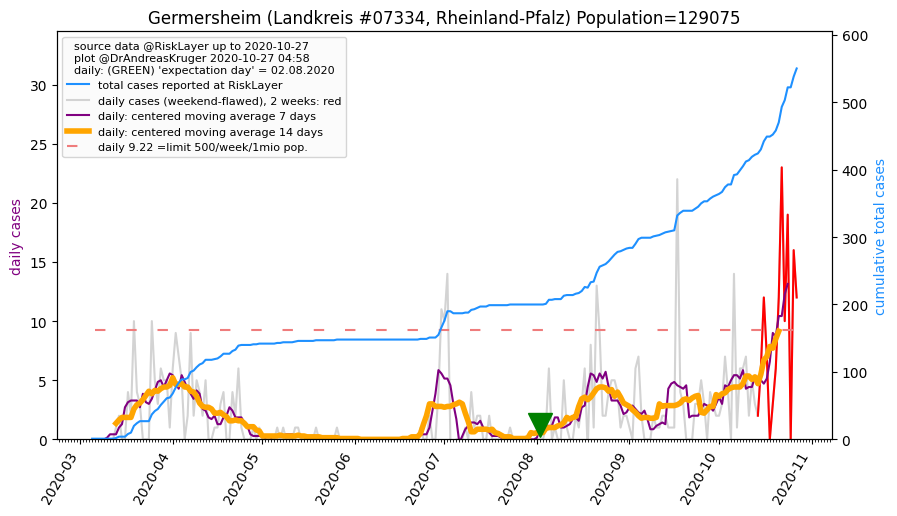 Germersheim (Landkreis #07334, Rheinland-Pfalz) Population=129075
source data @RiskLayer up to 2020-10-27
plot @DrAndreasKruger 2020-10-27 04:58
daily: (GREEN) 'expectation day' = 02.08.2020
total cases reported at RiskLayer
daily cases (weekend-flawed), 2 weeks: red
daily: centered moving average 7 days
daily: centered moving average 14 days
daily 9.22 =limit 500/week/1mio pop.
daily cases
30
25
20
15
10
5
0
cumulative total cases
600
500
400
300
200
100
0
2020-03
2020-04
2020-05
2020-06
2020-07
2020-08
2020-09
2020-10
2020-11